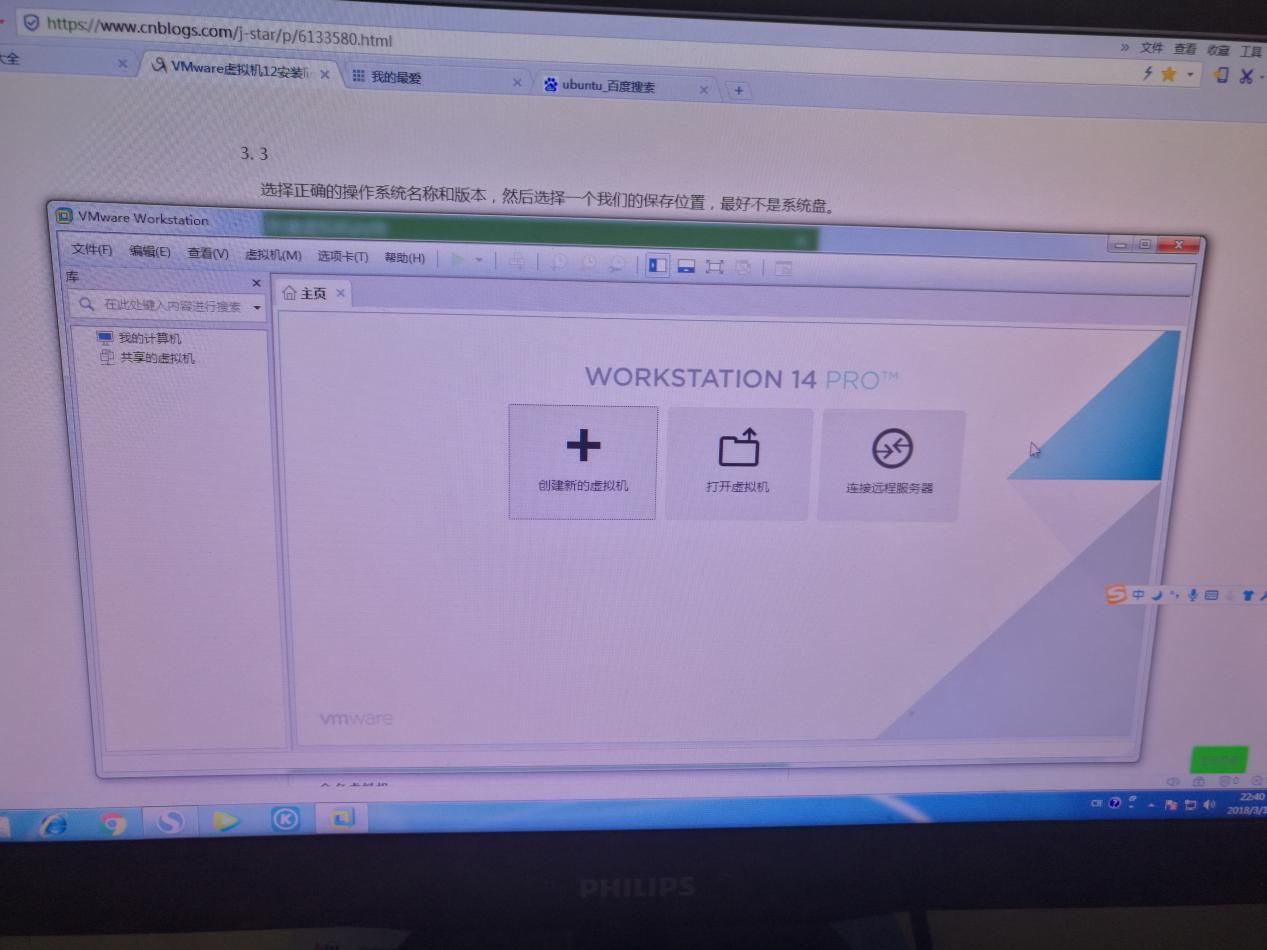 https://www.cnblogs.com/j-star/p/6133580.html
» 文件 查看 收藏 工具
大全
VMware虚拟机12安装
我的最爱
ubuntu_百度搜索
3. 3
选择正确的操作系统名称和版本，然后选择一个我们的保存位置，最好不是系统盘。
VMware Workstation
文件(F) 编辑(E) 查看(V) 虚拟机(M) 选项卡(T) 帮助(H)
库
在此处键入内容进行搜索
主页
我的计算机
共享的虚拟机
WORKSTATION 14 PRO™
创建新的虚拟机
打开虚拟机
连接远程服务器
vmware
中
CH
22:40
2018/3/1
PHILIPS